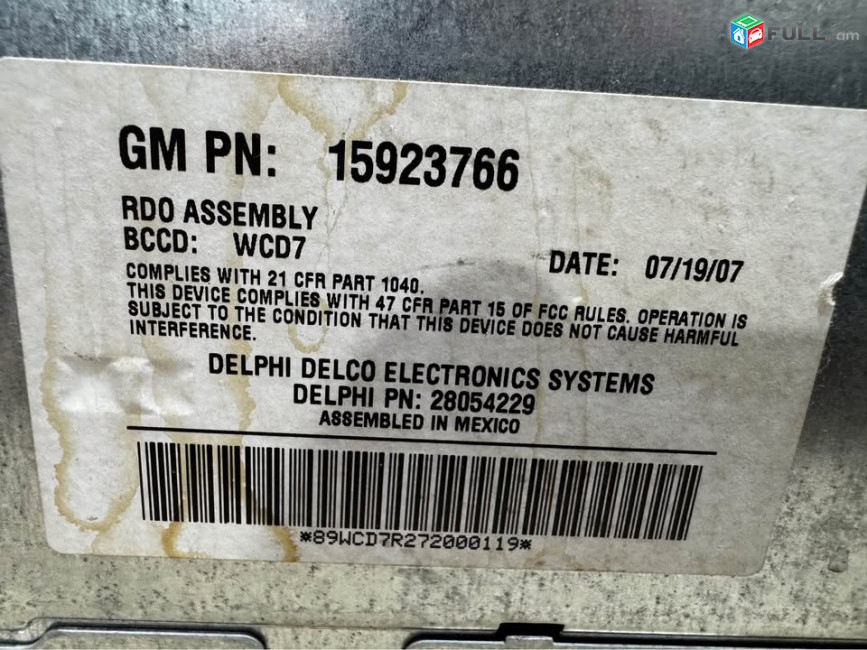 FULL.am
GM PN: 15923766
RDO ASSEMBLY
BCCD: WCD7
DATE: 07/19/07
COMPLIES WITH 21 CFR PART 1040.
THIS DEVICE COMPLIES WITH 47 CFR PART 15 OF FCC RULES. OPERATION IS
SUBJECT TO THE CONDITION THAT THIS DEVICE DOES NOT CAUSE HARMFUL
INTERFERENCE.
DELPHI DELCO ELECTRONICS SYSTEMS
DELPHI PN: 28054229
ASSEMBLED IN MEXICO
*89WCD7R272000119*